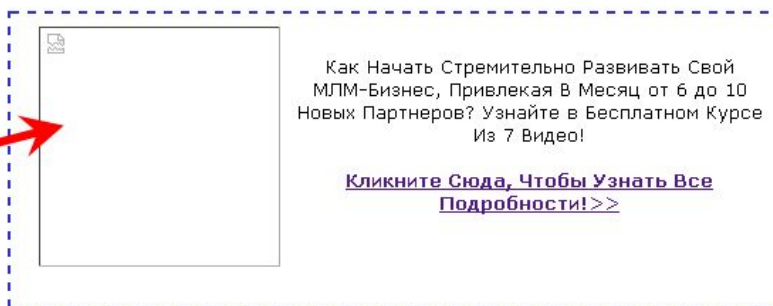 Как Начать Стремительно Развивать Свой
МЛМ-Бизнес, Привлекая В Месяц от 6 до 10
Новых Партнеров? Узнайте в Бесплатном Курсе
Из 7 Видео!
Кликните Сюда, Чтобы Узнать Все
Подробности!>>